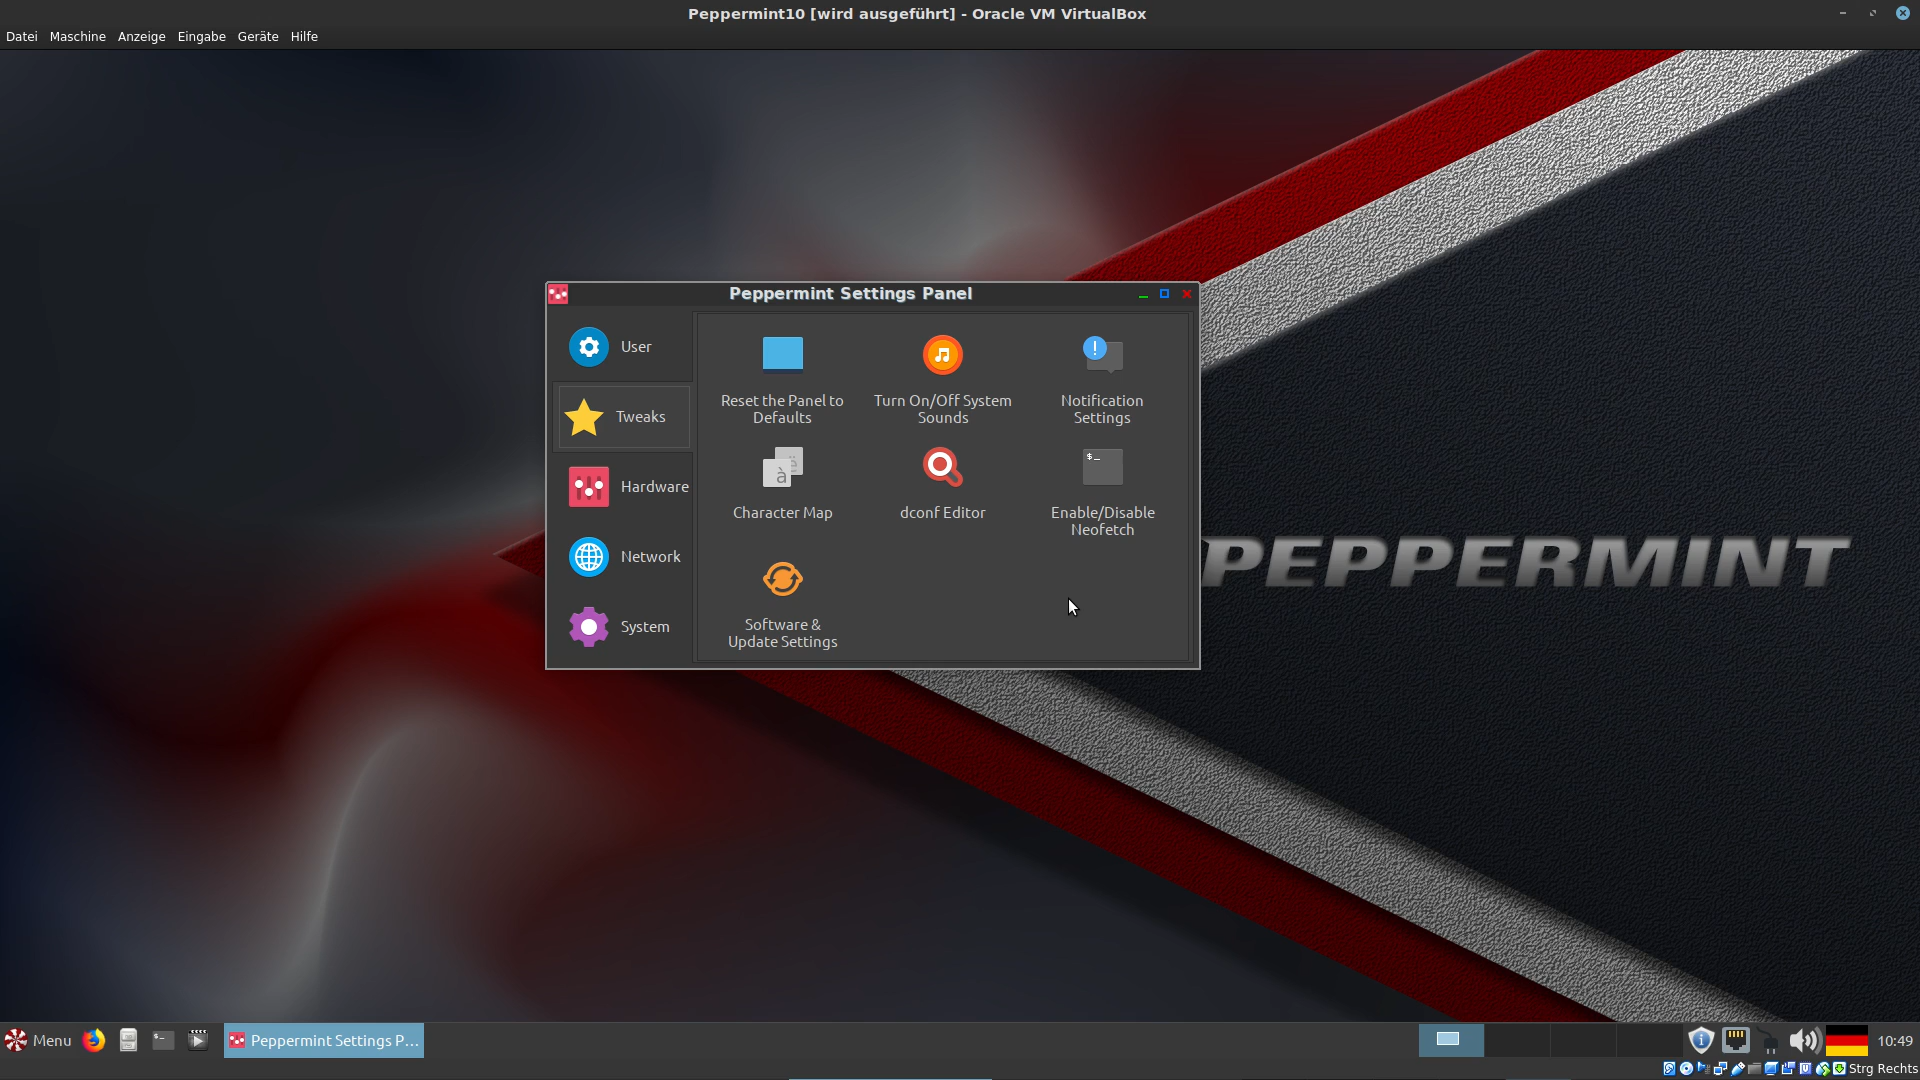 Peppermint10 [wird ausgeführt] - Oracle VM VirtualBox
Datei Maschine Anzeige Eingabe Geräte Hilfe
Peppermint Settings Panel
User
Tweaks
Hardware
Network
System
Reset the Panel to
Defaults
Turn On/Off System
Sounds
Notification
Settings
à ë
Character Map
dconf Editor
$_
Enable/Disable
Neofetch
Software &
Update Settings
PEPPERMINT
Menu
$_
Peppermint Settings P...
10:49
Strg Rechts